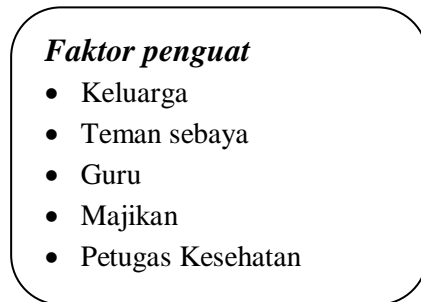 Faktor penguat
• Keluarga
• Teman sebaya
• Guru
• Majikan
• Petugas Kesehatan